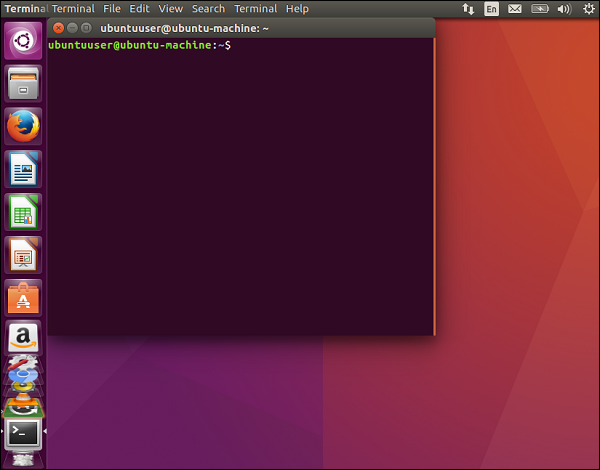 Terminal Terminal File Edit View Search Terminal Help En
ubuntuuser@ubuntu-machine: ~
ubuntuuser@ubuntu-machine:~$
A
a
>_